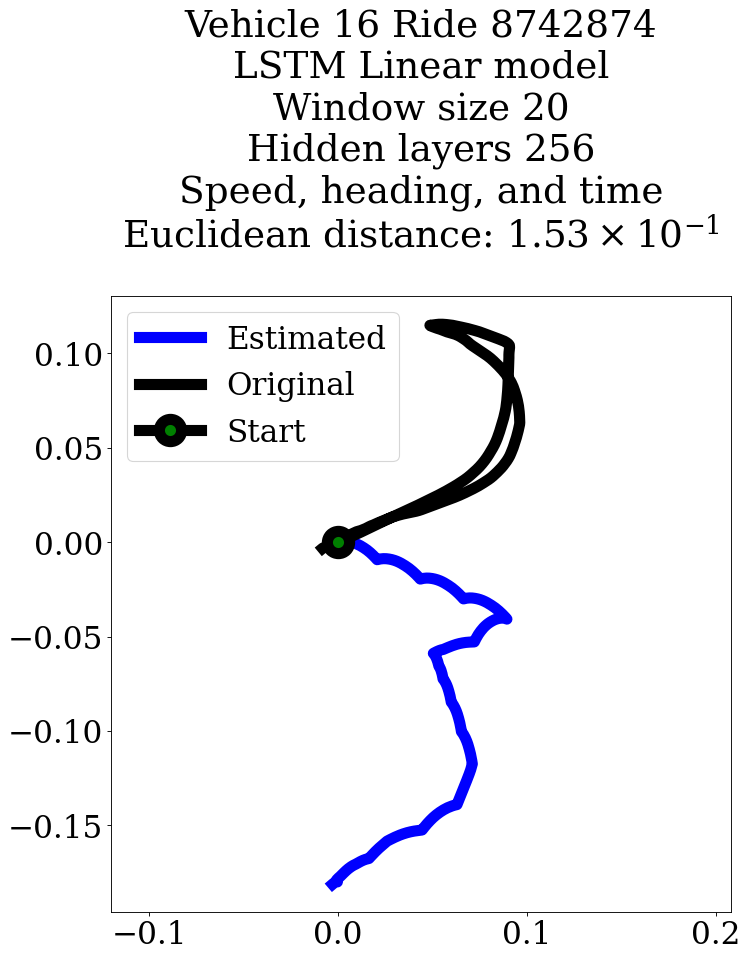 Vehicle 16 Ride 8742874
LSTM Linear model
Window size 20
Hidden layers 256
Speed, heading, and time
Euclidean distance: 1.53 × 10⁻¹
Estimated
Original
Start
0.10
0.05
0.00
−0.05
−0.10
−0.15
−0.1 0.0 0.1 0.2